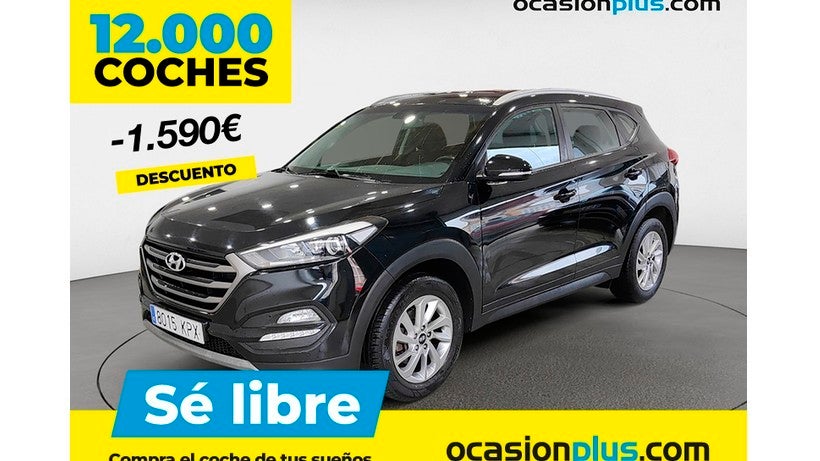 ocasionplus.com
12.000
COCHES
-1.590€
DESCUENTO
8015 KPX
Sé libre
Compra el coche de tus sueños
ocasionplus.com